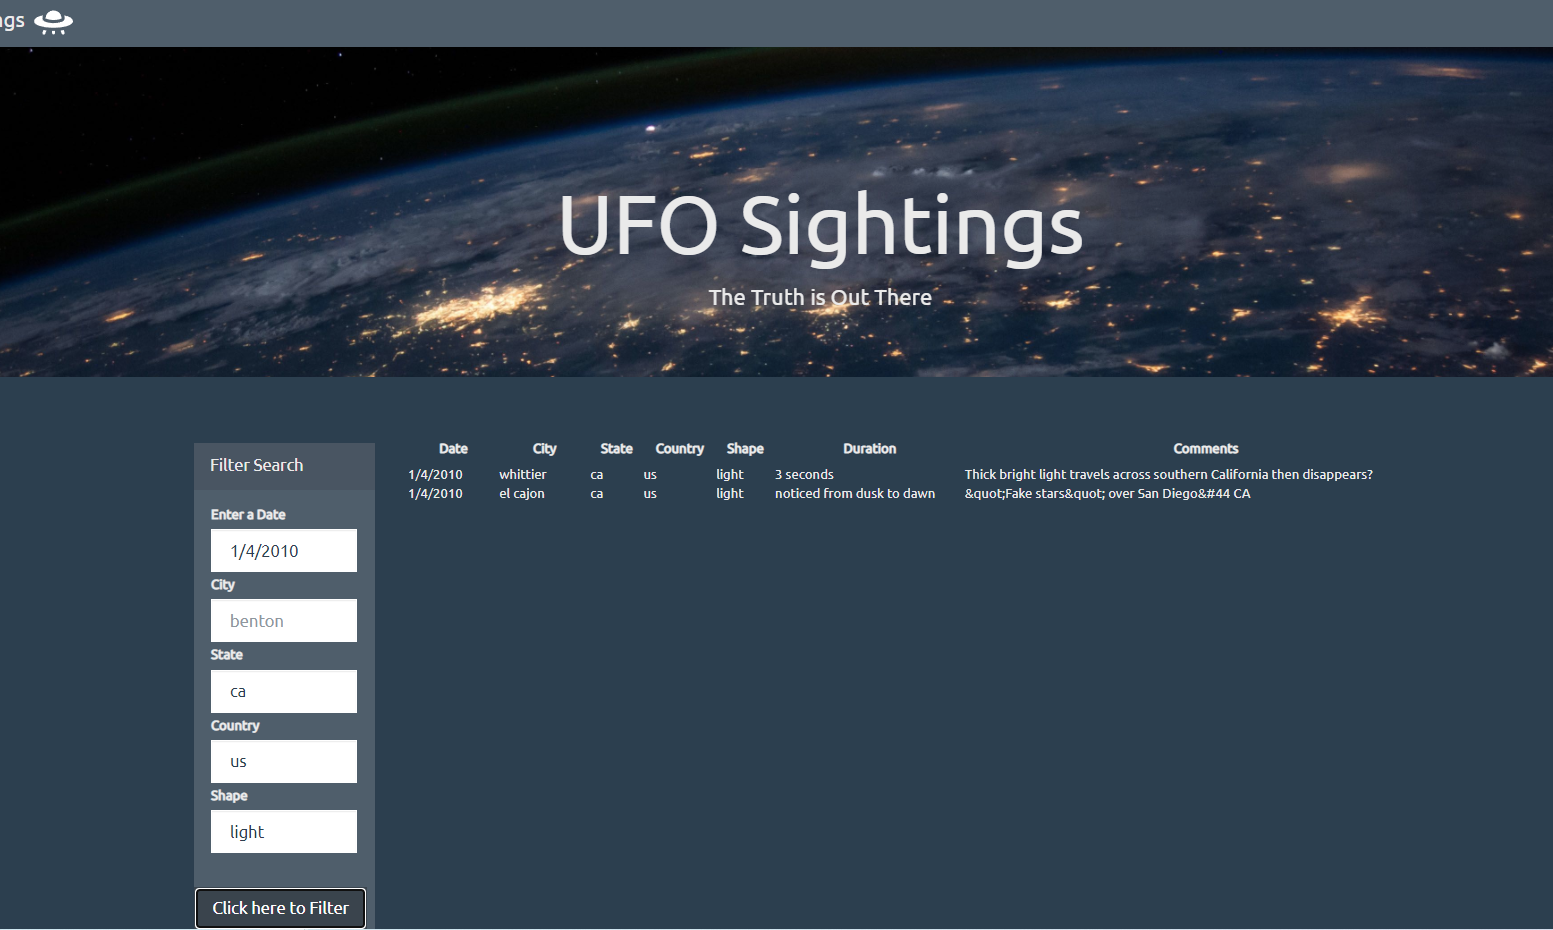 ngs
UFO Sightings
The Truth is Out There
Filter Search
Enter a Date
1/4/2010
City
benton
State
ca
Country
us
Shape
light
Click here to Filter
Date City State Country Shape Duration Comments
1/4/2010 whittier ca us light 3 seconds Thick bright light travels across southern California then disappears?
1/4/2010 el cajon ca us light noticed from dusk to dawn &quot;Fake stars&quot; over San Diego&#44 CA